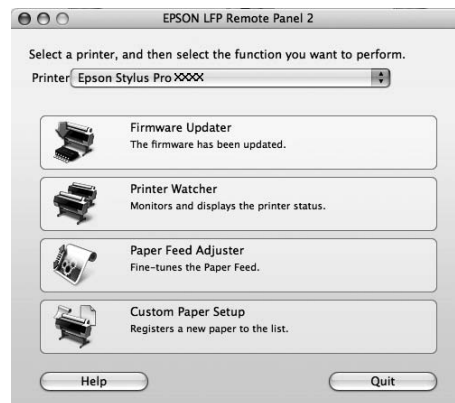 EPSON LFP Remote Panel 2
Select a printer, and then select the function you want to perform.
Printer Epson Stylus Pro XXXX
Firmware Updater
The firmware has been updated.
Printer Watcher
Monitors and displays the printer status.
Paper Feed Adjuster
Fine-tunes the Paper Feed.
Custom Paper Setup
Registers a new paper to the list.
Help Quit